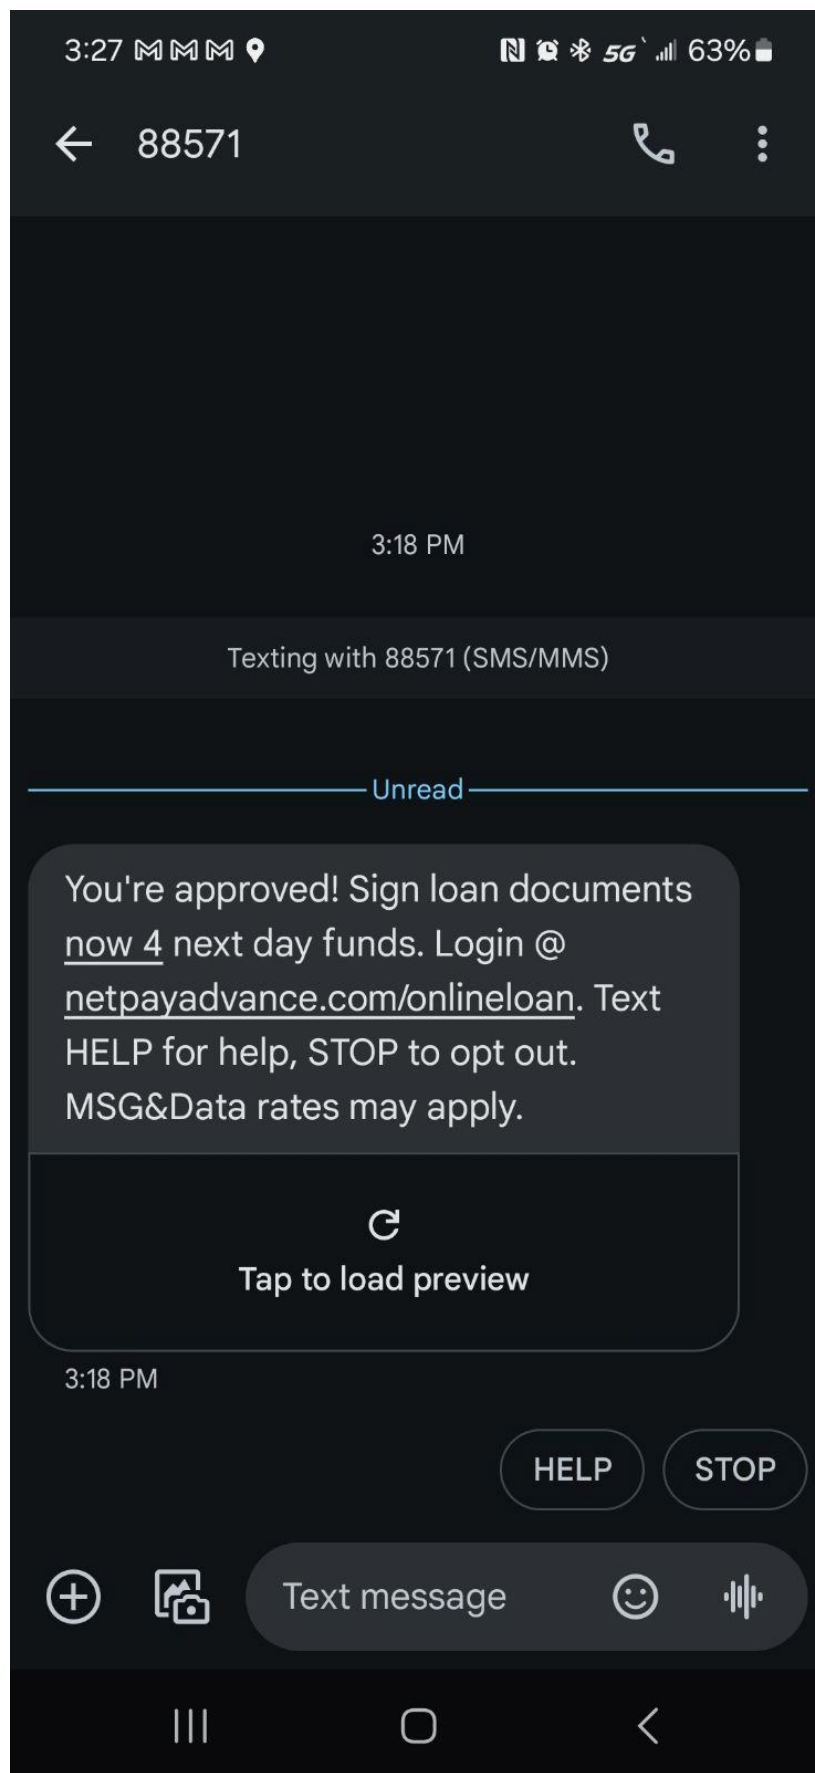 3:27 5G 63%
88571
3:18 PM
Texting with 88571 (SMS/MMS)
Unread
You're approved! Sign loan documents
now 4 next day funds. Login @
netpayadvance.com/onlineloan. Text
HELP for help, STOP to opt out.
MSG&Data rates may apply.
Tap to load preview
3:18 PM
HELP STOP
Text message